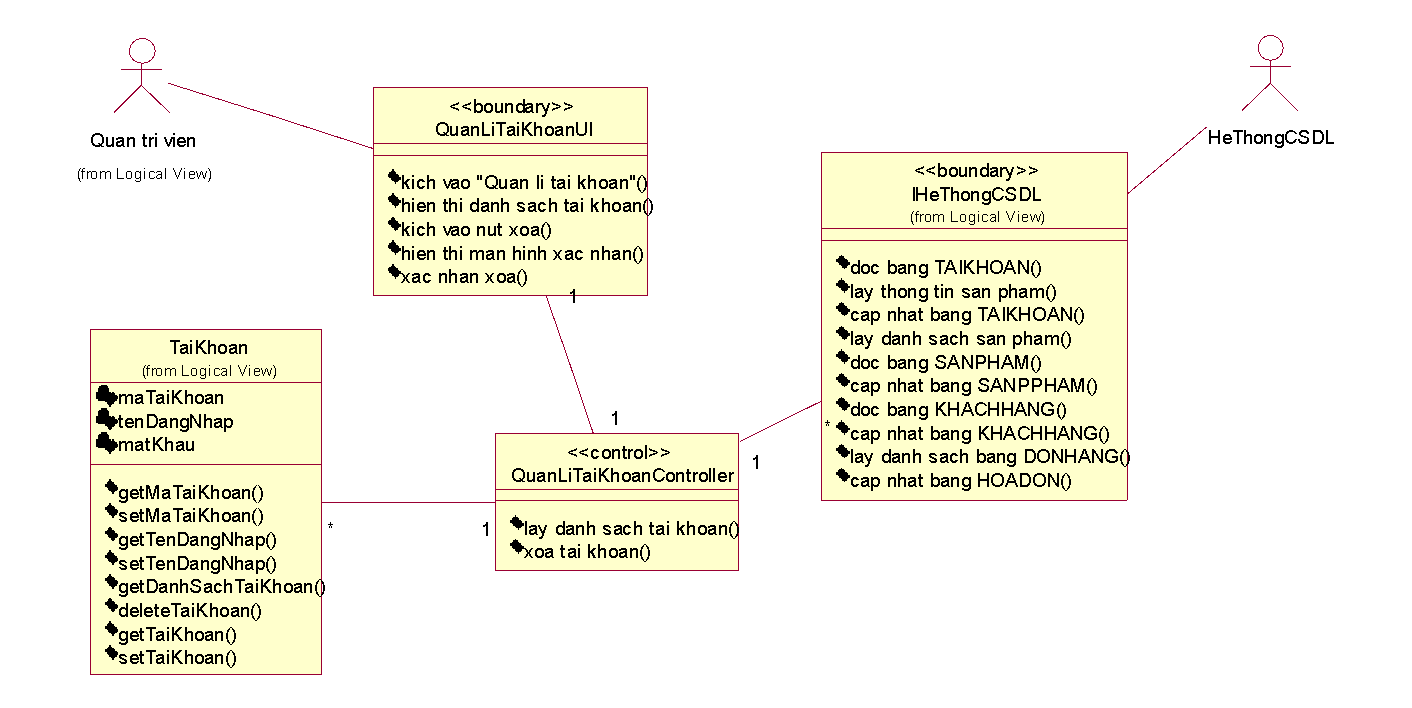 Quan tri vien
(from Logical View)
<<boundary>>
QuanLiTaiKhoanUI
kich vao "Quan li tai khoan"()
hien thi danh sach tai khoan()
kich vao nut xoa()
hien thi man hinh xac nhan()
xac nhan xoa()
1
HeThongCSDL
<<boundary>>
IHeThongCSDL
(from Logical View)
doc bang TAIKHOAN()
lay thong tin san pham()
cap nhat bang TAIKHOAN()
lay danh sach san pham()
doc bang SANPHAM()
cap nhat bang SANPPHAM()
doc bang KHACHHANG()
cap nhat bang KHACHHANG()
lay danh sach bang DONHANG()
cap nhat bang HOADON()
*
1
TaiKhoan
(from Logical View)
maTaiKhoan
tenDangNhap
matKhau
getMaTaiKhoan()
setMaTaiKhoan()
getTenDangNhap()
setTenDangNhap()
getDanhSachTaiKhoan()
deleteTaiKhoan()
getTaiKhoan()
setTaiKhoan()
*
1
1
<<control>>
QuanLiTaiKhoanController
lay danh sach tai khoan()
xoa tai khoan()